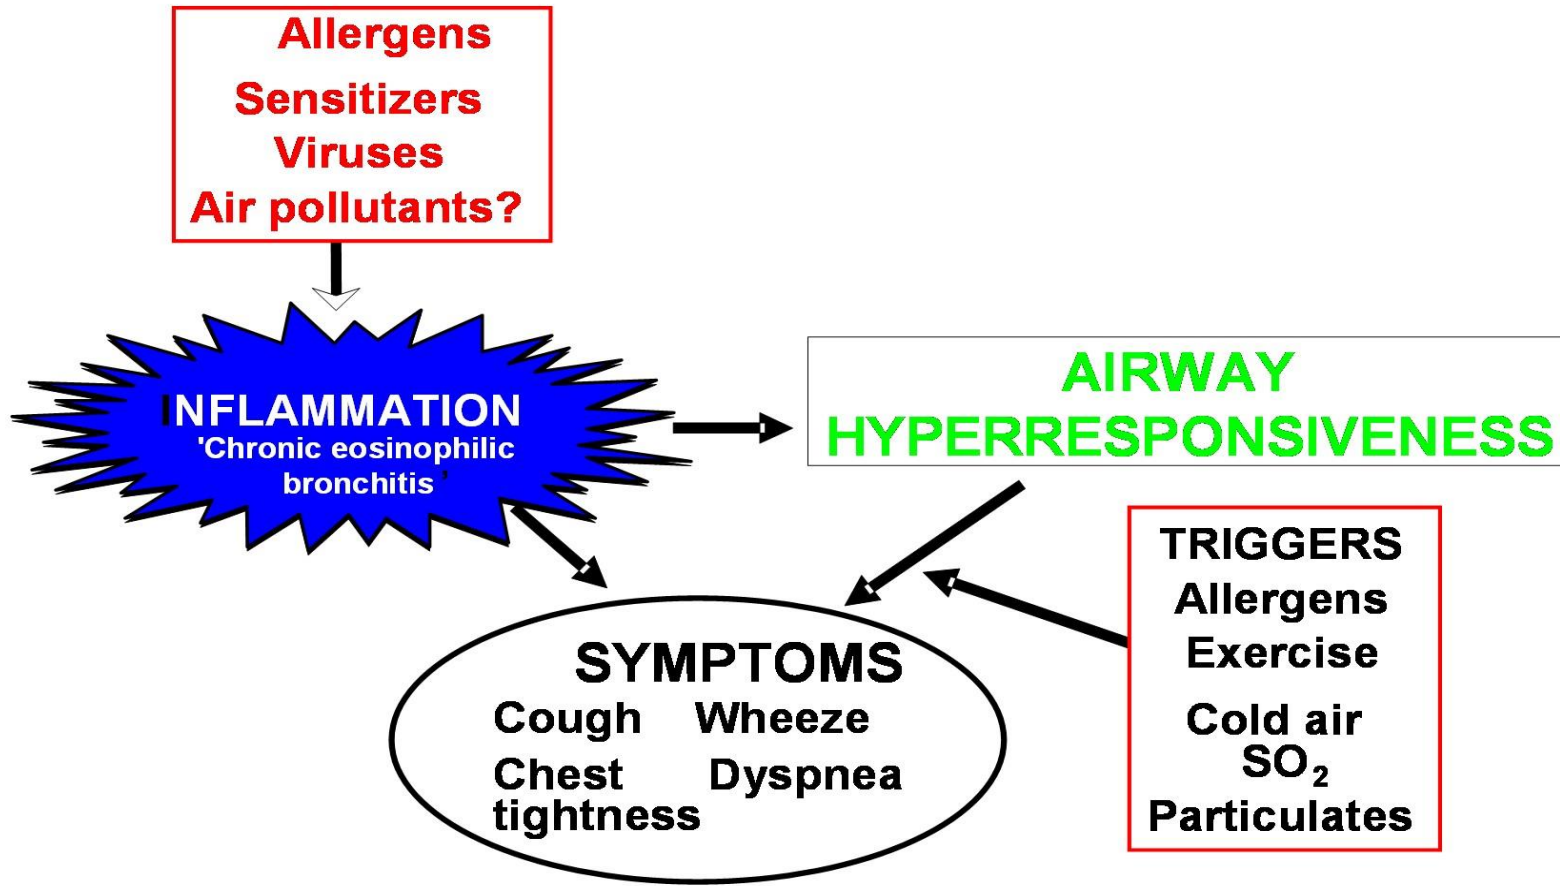 Allergens
Sensitizers
Viruses
Air pollutants?
INFLAMMATION
'Chronic eosinophilic
bronchitis '
AIRWAY
HYPERRESPONSIVENESS
TRIGGERS
Allergens
Exercise
Cold air
SO₂
Particulates
SYMPTOMS
Cough Wheeze
Chest Dyspnea
tightness